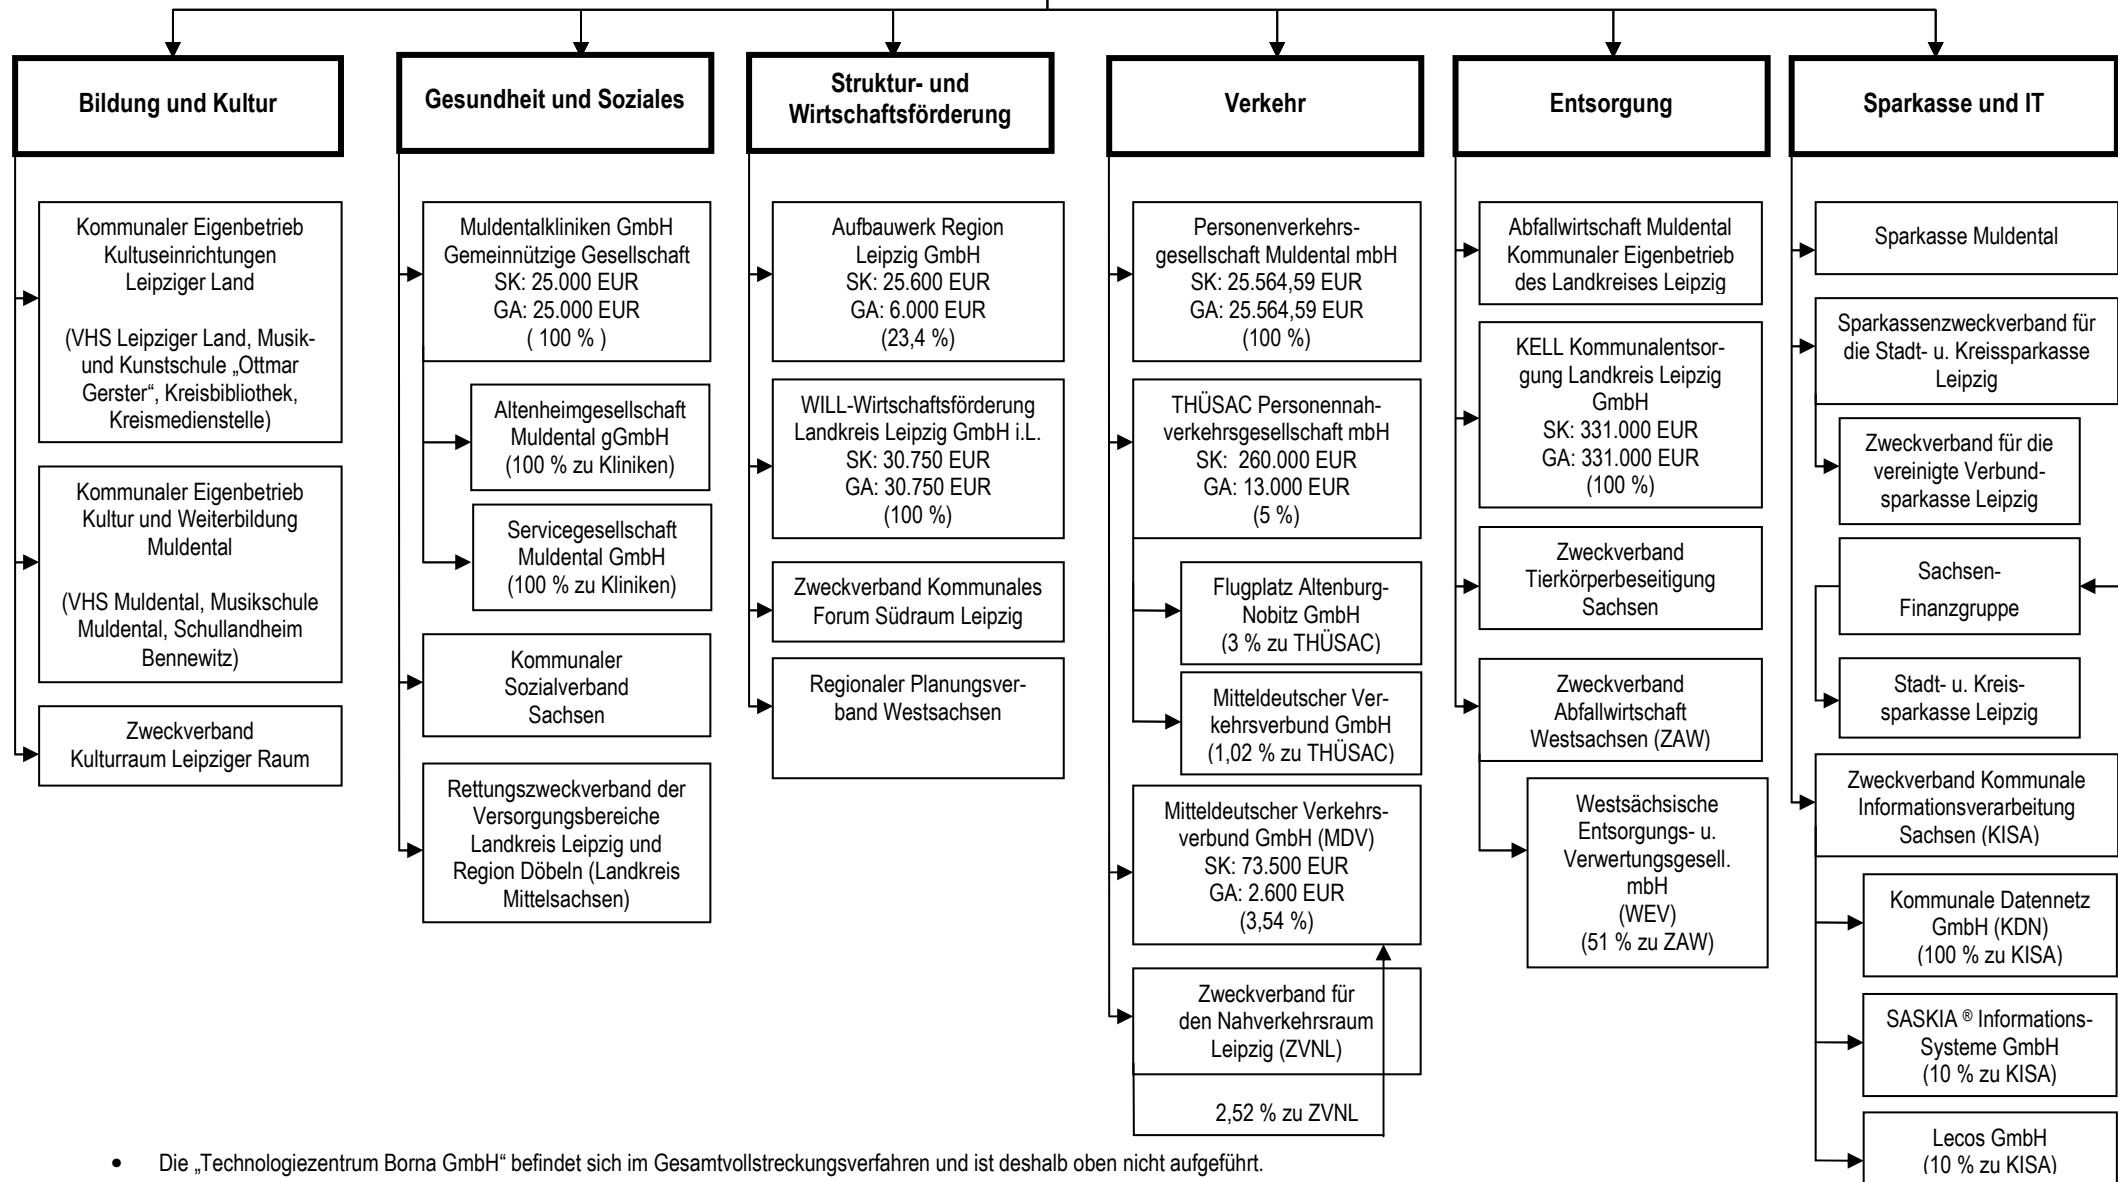 Bildung und Kultur
Kommunaler Eigenbetrieb
Kultuseinrichtungen
Leipziger Land
(VHS Leipziger Land, Musik-
und Kunstschule „Ottmar
Gerster“, Kreisbibliothek,
Kreismedienstelle)
Kommunaler Eigenbetrieb
Kultur und Weiterbildung
Muldental
(VHS Muldental, Musikschule
Muldental, Schullandheim
Bennewitz)
Zweckverband
Kulturraum Leipziger Raum
Gesundheit und Soziales
Muldentalkliniken GmbH
Gemeinnützige Gesellschaft
SK: 25.000 EUR
GA: 25.000 EUR
( 100 % )
Altenheimgesellschaft
Muldental gGmbH
(100 % zu Kliniken)
Servicegesellschaft
Muldental GmbH
(100 % zu Kliniken)
Kommunaler
Sozialverband
Sachsen
Rettungszweckverband der
Versorgungsbereiche
Landkreis Leipzig und
Region Döbeln (Landkreis
Mittelsachsen)
Struktur- und
Wirtschaftsförderung
Aufbauwerk Region
Leipzig GmbH
SK: 25.600 EUR
GA: 6.000 EUR
(23,4 %)
WILL-Wirtschaftsförderung
Landkreis Leipzig GmbH i.L.
SK: 30.750 EUR
GA: 30.750 EUR
(100 %)
Zweckverband Kommunales
Forum Südraum Leipzig
Regionaler Planungsver-
band Westsachsen
Verkehr
Personenverkehrs-
gesellschaft Muldental mbH
SK: 25.564,59 EUR
GA: 25.564,59 EUR
(100 %)
THÜSAC Personennah-
verkehrsgesellschaft mbH
SK: 260.000 EUR
GA: 13.000 EUR
(5 %)
Flugplatz Altenburg-
Nobitz GmbH
(3 % zu THÜSAC)
Mitteldeutscher Ver-
kehrsverbund GmbH
(1,02 % zu THÜSAC)
Mitteldeutscher Verkehrs-
verbund GmbH (MDV)
SK: 73.500 EUR
GA: 2.600 EUR
(3,54 %)
Zweckverband für
den Nahverkehrsraum
Leipzig (ZVNL)
2,52 % zu ZVNL
Entsorgung
Abfallwirtschaft Muldental
Kommunaler Eigenbetrieb
des Landkreises Leipzig
KELL Kommunalentsor-
gung Landkreis Leipzig
GmbH
SK: 331.000 EUR
GA: 331.000 EUR
(100 %)
Zweckverband
Tierkörperbeseitigung
Sachsen
Zweckverband
Abfallwirtschaft
Westsachsen (ZAW)
Westsächsische
Entsorgungs- u.
Verwertungsgesell.
mbH
(WEV)
(51 % zu ZAW)
Sparkasse und IT
Sparkasse Muldental
Sparkassenzweckverband für
die Stadt- u. Kreissparkasse
Leipzig
Zweckverband für die
vereinigte Verbund-
sparkasse Leipzig
Sachsen-
Finanzgruppe
Stadt- u. Kreis-
sparkasse Leipzig
Zweckverband Kommunale
Informationsverarbeitung
Sachsen (KISA)
Kommunale Datennetz
GmbH (KDN)
(100 % zu KISA)
SASKIA ® Informations-
Systeme GmbH
(10 % zu KISA)
Lecos GmbH
(10 % zu KISA)
• Die „Technologiezentrum Borna GmbH“ befindet sich im Gesamtvollstreckungsverfahren und ist deshalb oben nicht aufgeführt.